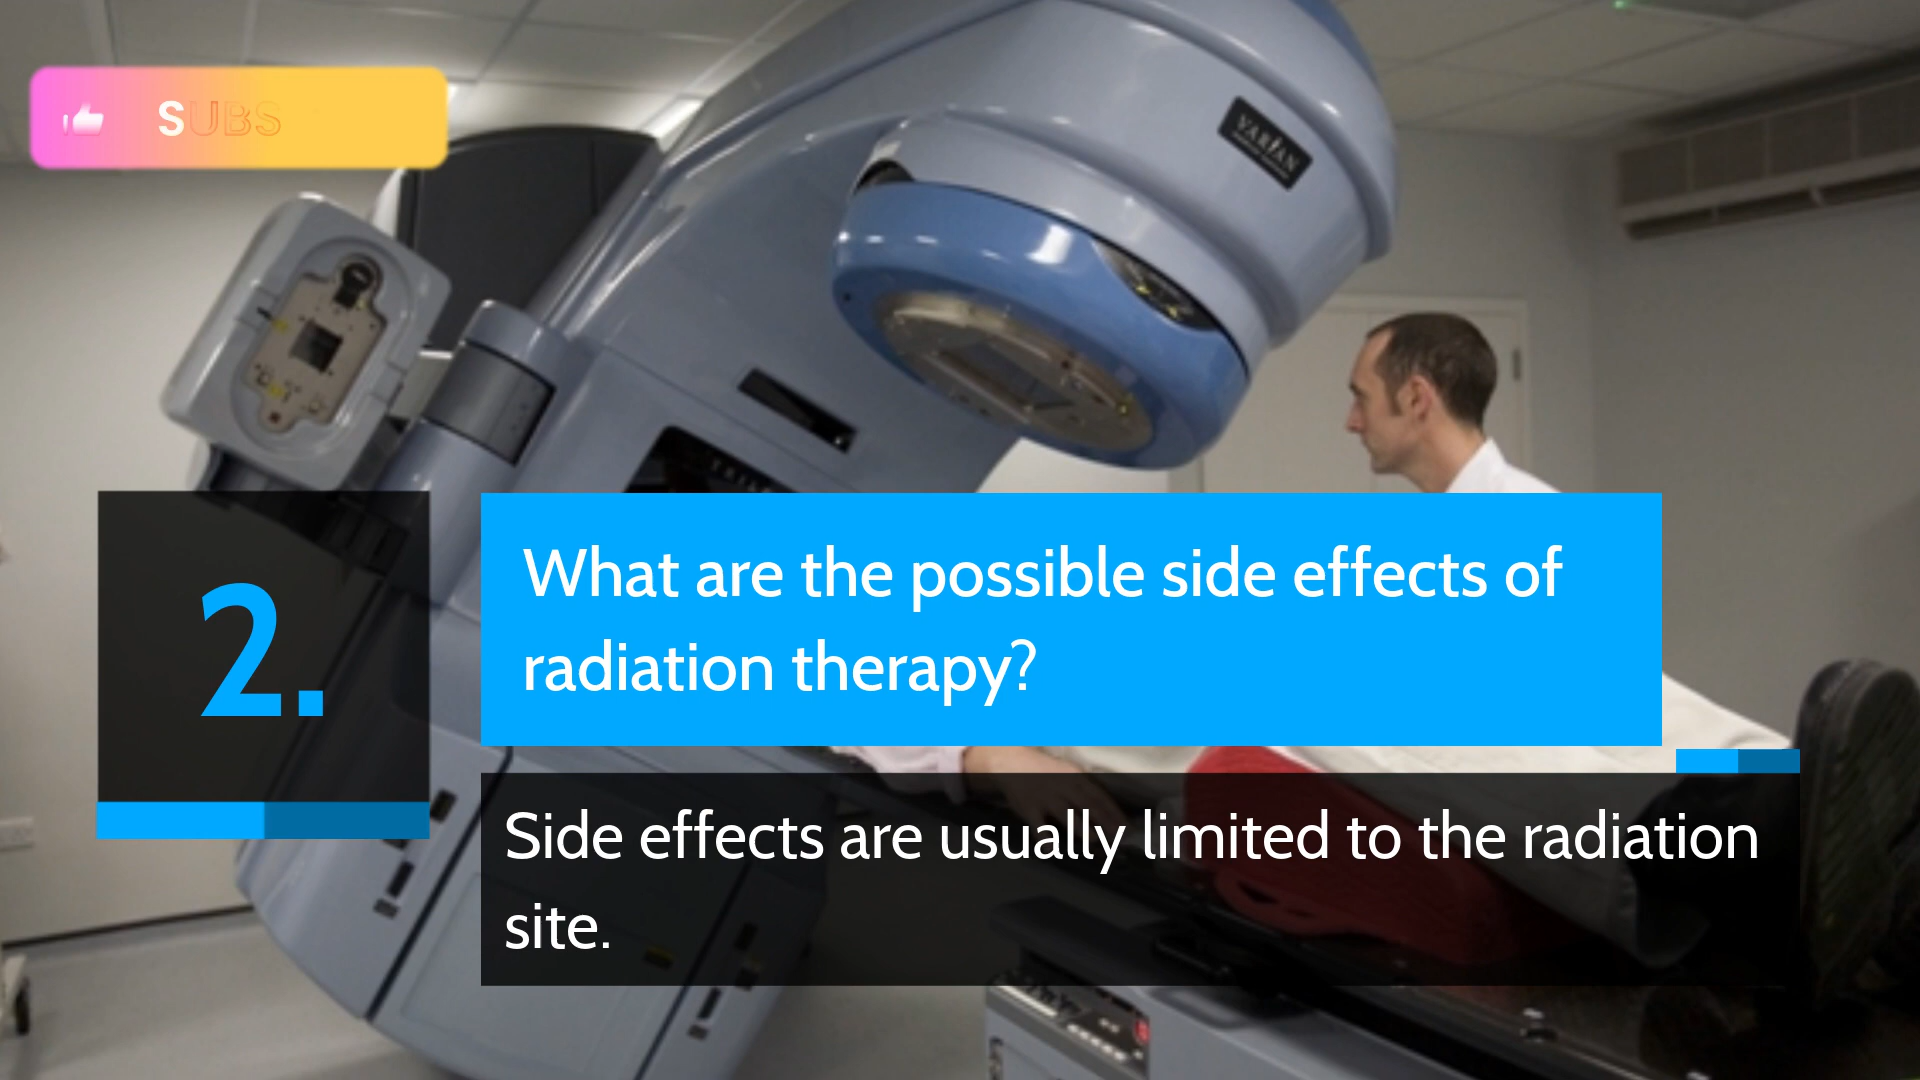 SUBS
VARIAN
2.
What are the possible side effects of
radiation therapy?
Side effects are usually limited to the radiation
site.